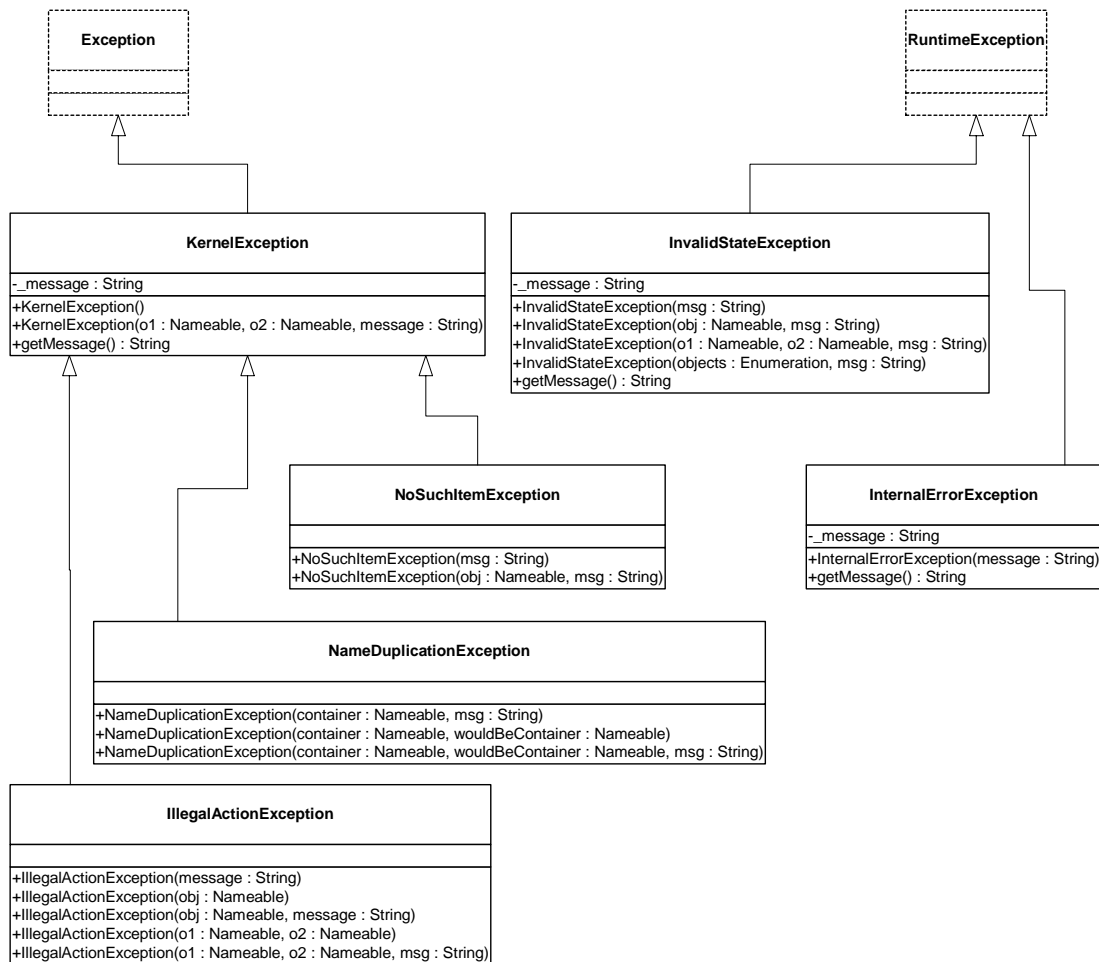 Exception
RuntimeException
KernelException
-_message : String
+KernelException()
+KernelException(o1 : Nameable, o2 : Nameable, message : String)
+getMessage() : String
InvalidStateException
-_message : String
+InvalidStateException(msg : String)
+InvalidStateException(obj : Nameable, msg : String)
+InvalidStateException(o1 : Nameable, o2 : Nameable, msg : String)
+InvalidStateException(objects : Enumeration, msg : String)
+getMessage() : String
NoSuchItemException
+NoSuchItemException(msg : String)
+NoSuchItemException(obj : Nameable, msg : String)
InternalErrorException
-_message : String
+InternalErrorException(message : String)
+getMessage() : String
NameDuplicationException
+NameDuplicationException(container : Nameable, msg : String)
+NameDuplicationException(container : Nameable, wouldBeContainer : Nameable)
+NameDuplicationException(container : Nameable, wouldBeContainer : Nameable, msg : String)
IllegalActionException
+IllegalActionException(message : String)
+IllegalActionException(obj : Nameable)
+IllegalActionException(obj : Nameable, message : String)
+IllegalActionException(o1 : Nameable, o2 : Nameable)
+IllegalActionException(o1 : Nameable, o2 : Nameable, msg : String)